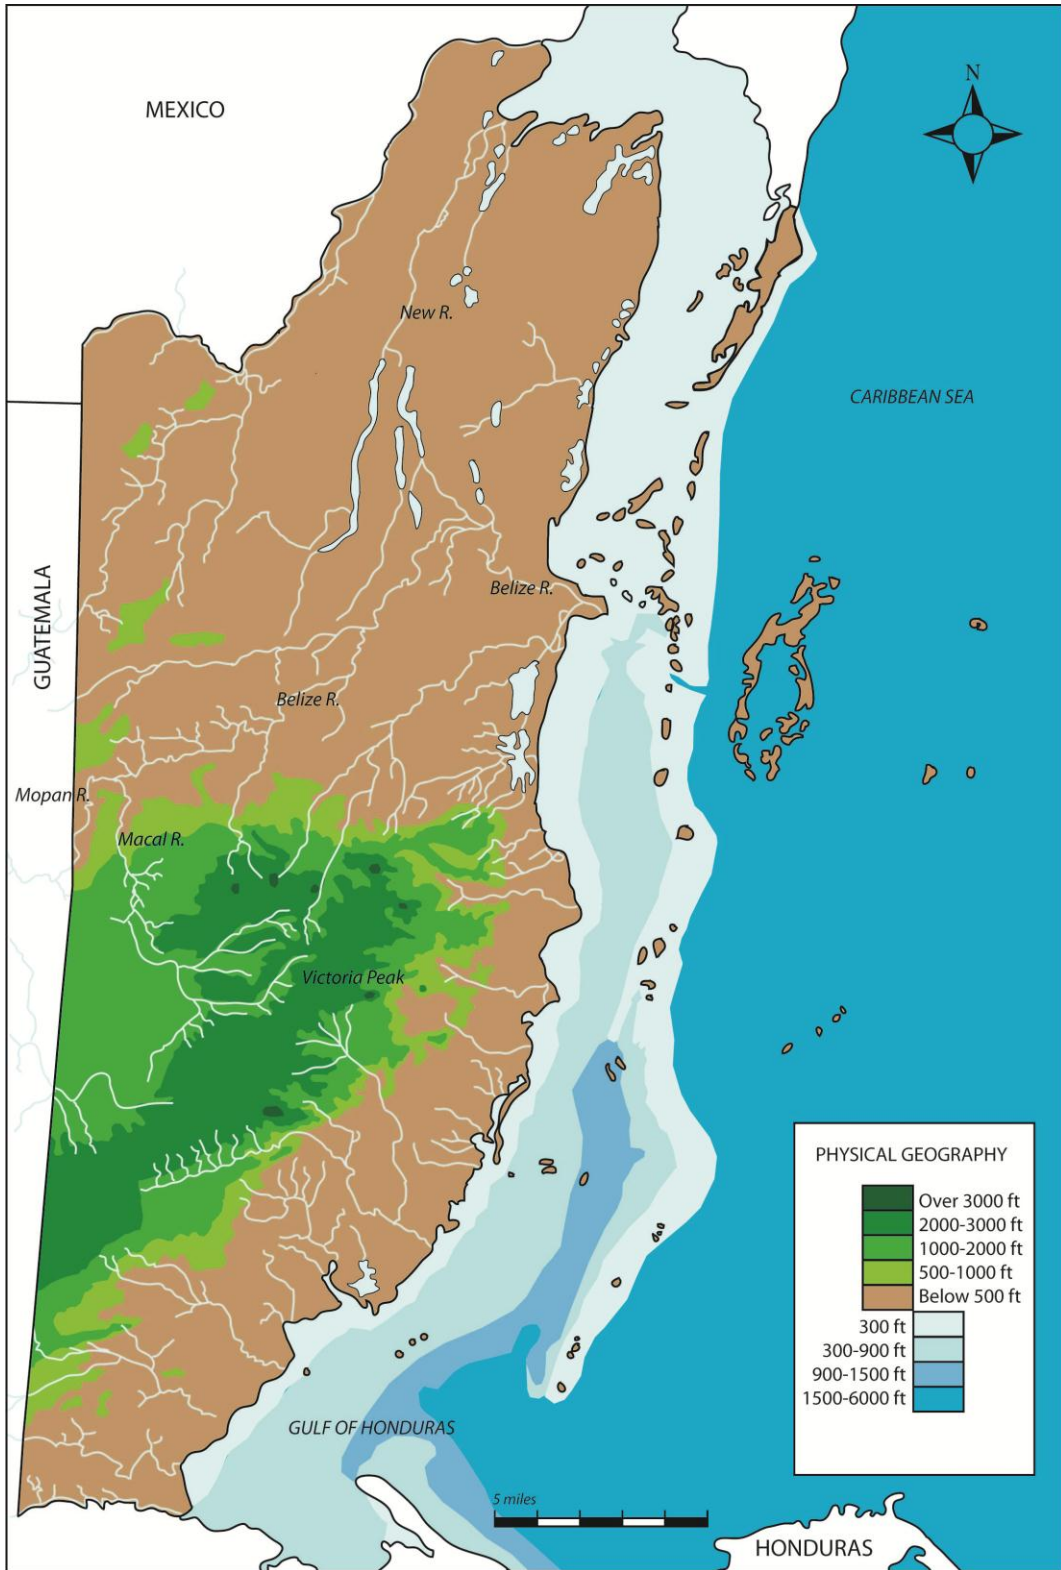 N
MEXICO
New R.
CARIBBEAN SEA
GUATEMALA
Belize R.
Belize R.
Mopan R.
Macal R.
Victoria Peak
PHYSICAL GEOGRAPHY
Over 3000 ft
2000-3000 ft
1000-2000 ft
500-1000 ft
Below 500 ft
300 ft
300-900 ft
900-1500 ft
1500-6000 ft
GULF OF HONDURAS
5 miles
HONDURAS